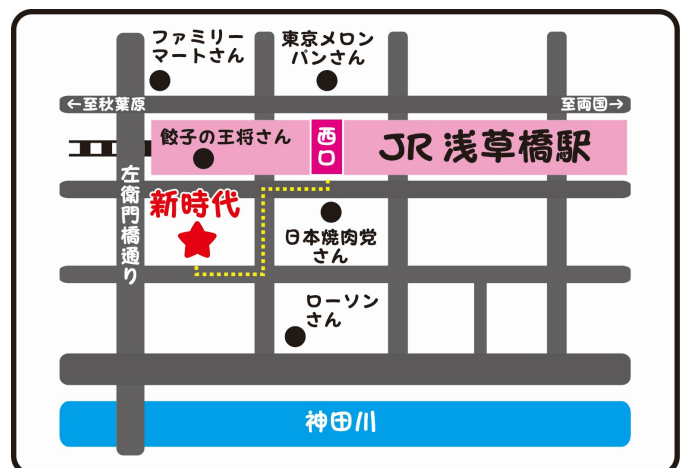 ファミリー
マートさん
東京メロン
パンさん
←至秋葉原
至両国→
餃子の王将さん
西口
JR 浅草橋駅
左衛門橋通り
新時代
日本焼肉党
さん
ローソン
さん
神田川